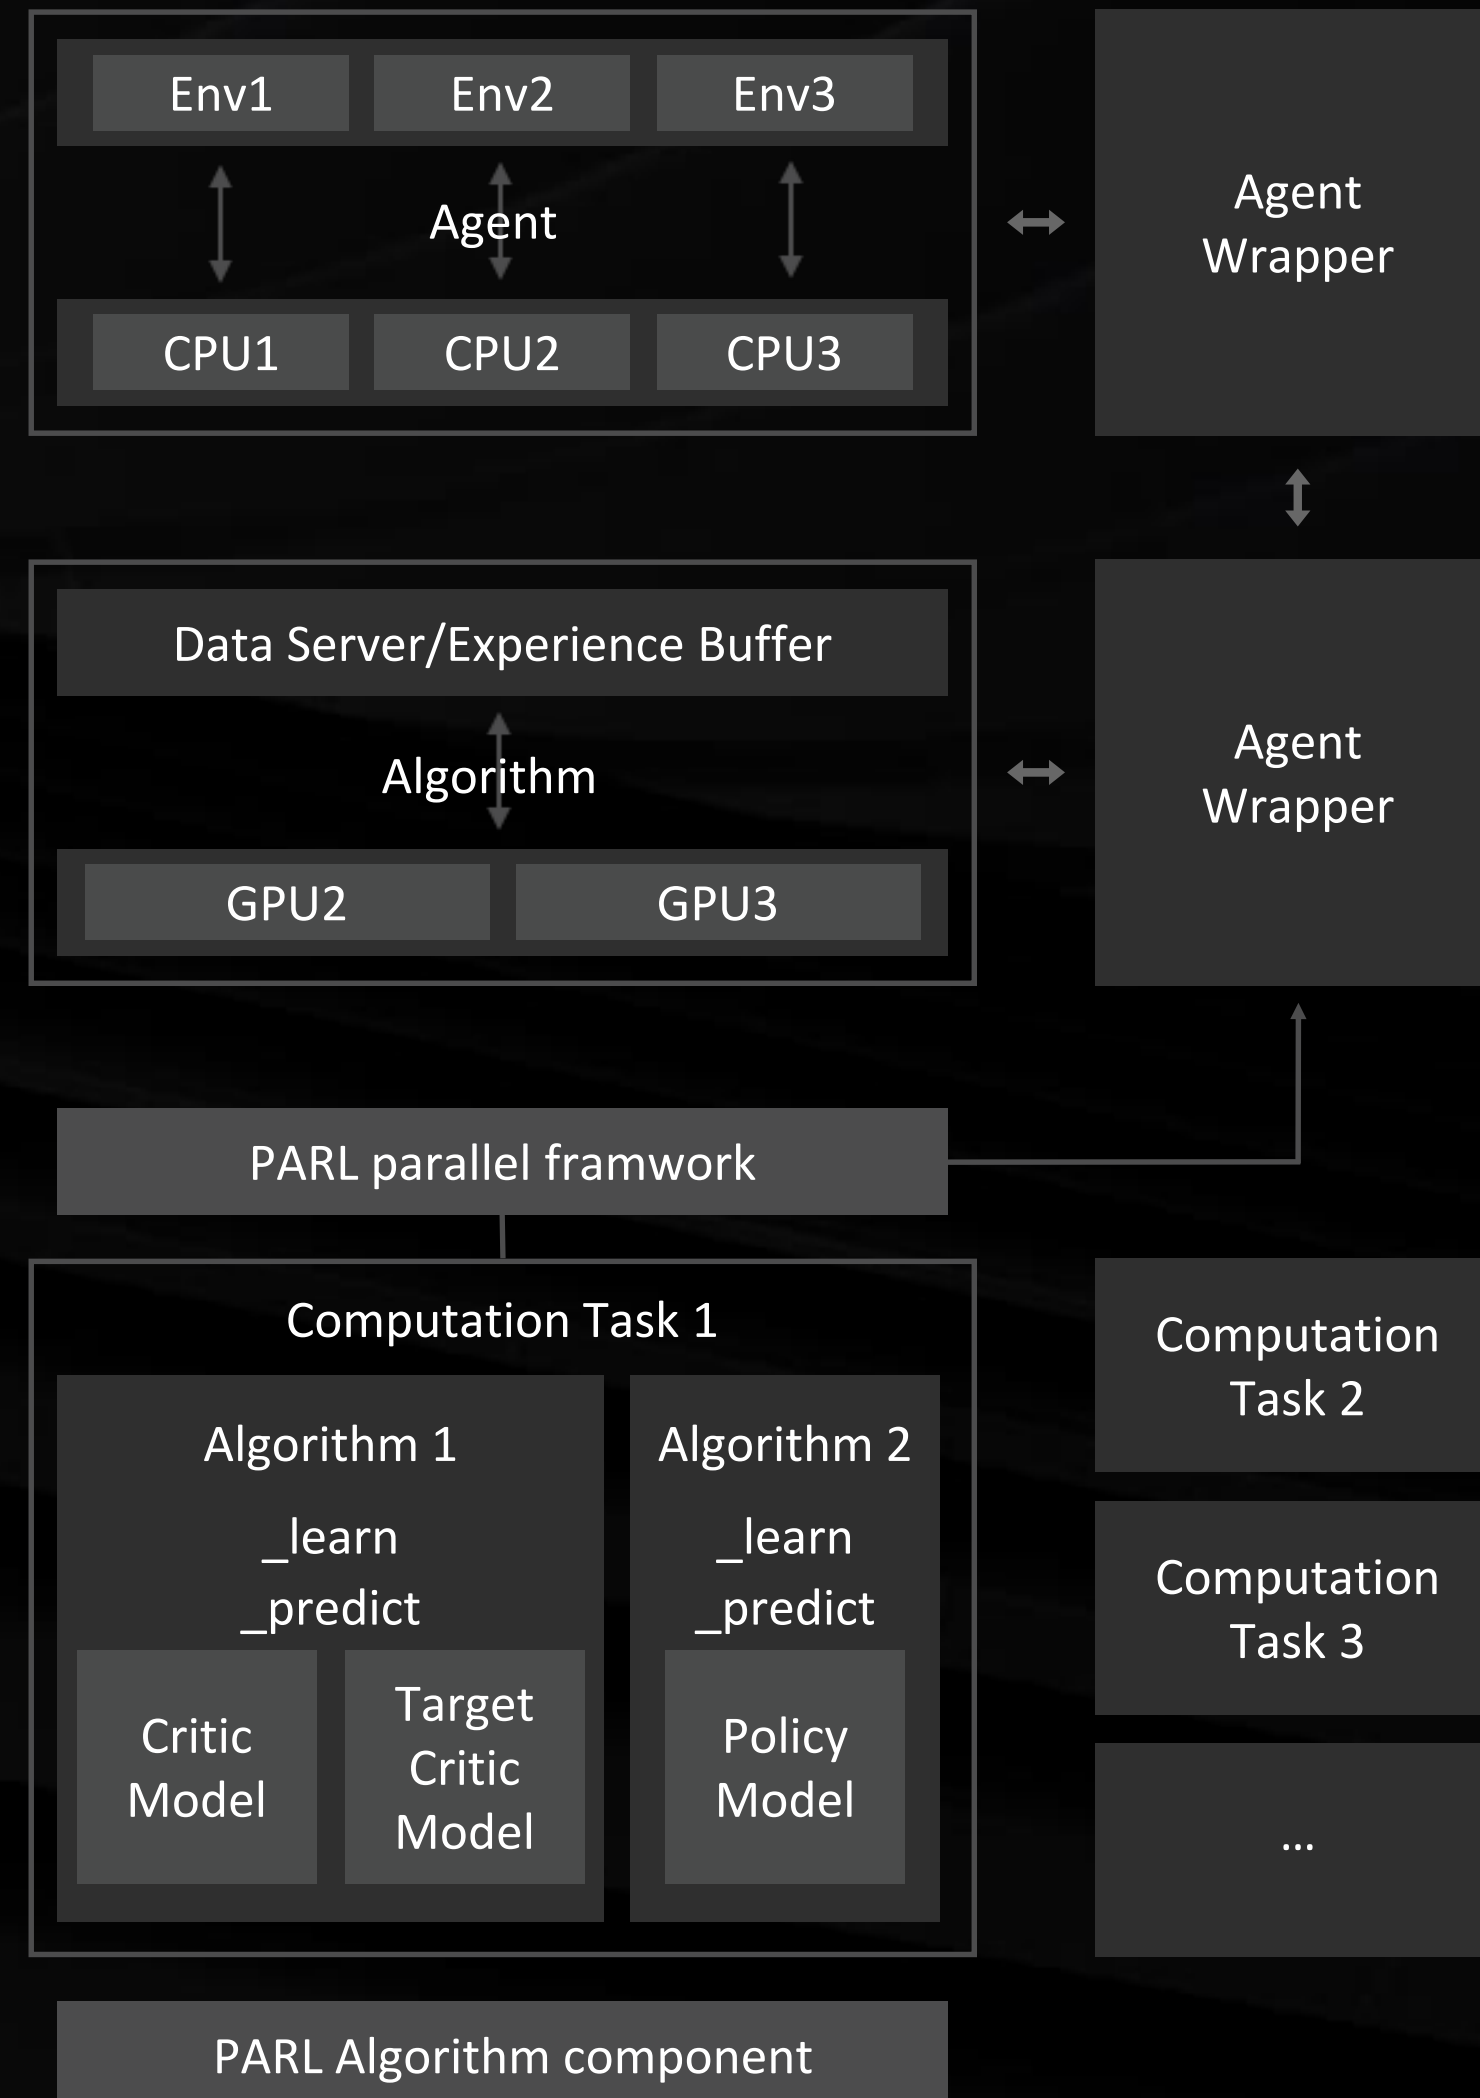 Env1
Env2
Env3
Agent
CPU1
CPU2
CPU3
Agent
Wrapper
Data Server/Experience Buffer
Algorithm
GPU2
GPU3
Agent
Wrapper
PARL parallel framwork
Computation Task 1
Algorithm 1
_learn
_predict
Critic
Model
Target
Critic
Model
Algorithm 2
_learn
_predict
Policy
Model
Computation
Task 2
Computation
Task 3
...
PARL Algorithm component